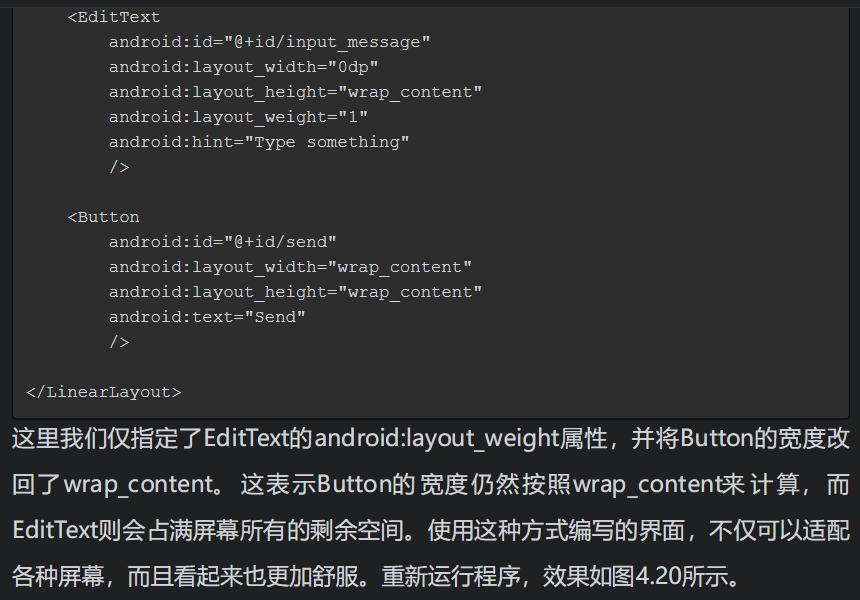 <EditText
android:id="@+id/input_message"
android:layout_width="0dp"
android:layout_height="wrap_content"
android:layout_weight="1"
android:hint="Type something"
/>
<Button
android:id="@+id/send"
android:layout_width="wrap_content"
android:layout_height="wrap_content"
android:text="Send"
/>
</LinearLayout>
这里我们仅指定了EditText的android:layout_weight属性，并将Button的宽度改
回了wrap_content。这表示Button的宽度仍然按照wrap_content来计算，而
EditText则会占满屏幕所有的剩余空间。使用这种方式编写的界面，不仅可以适配
各种屏幕，而且看起来也更加舒服。重新运行程序，效果如图4.20所示。